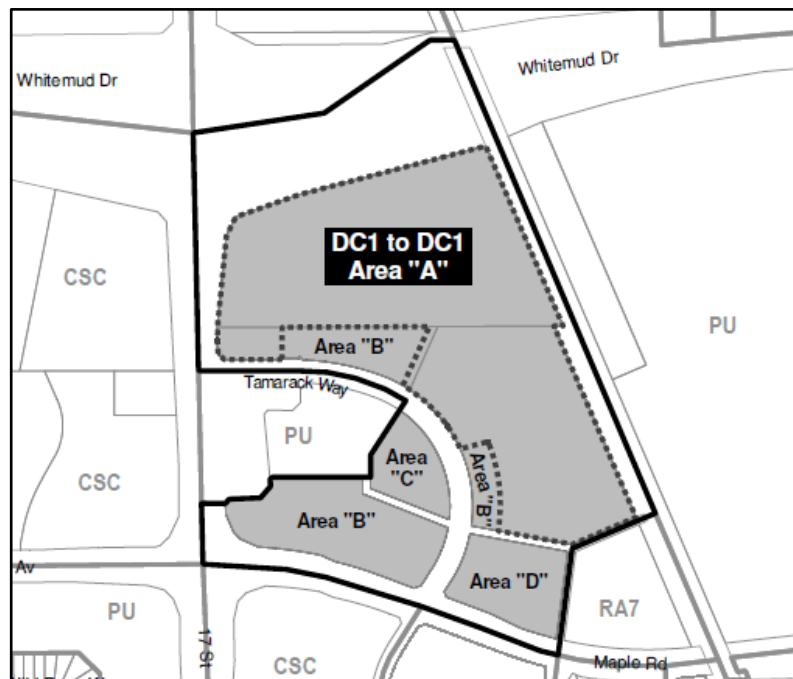 Whitemud Dr
Whitemud Dr
DC1 to DC1
Area "A"
CSC
PU
Area "B"
Tamarack Way
PU
Area
"C"
Area "B"
CSC
Area "B"
Av
Area "D"
PU
RA7
17 St
CSC
Maple Rd